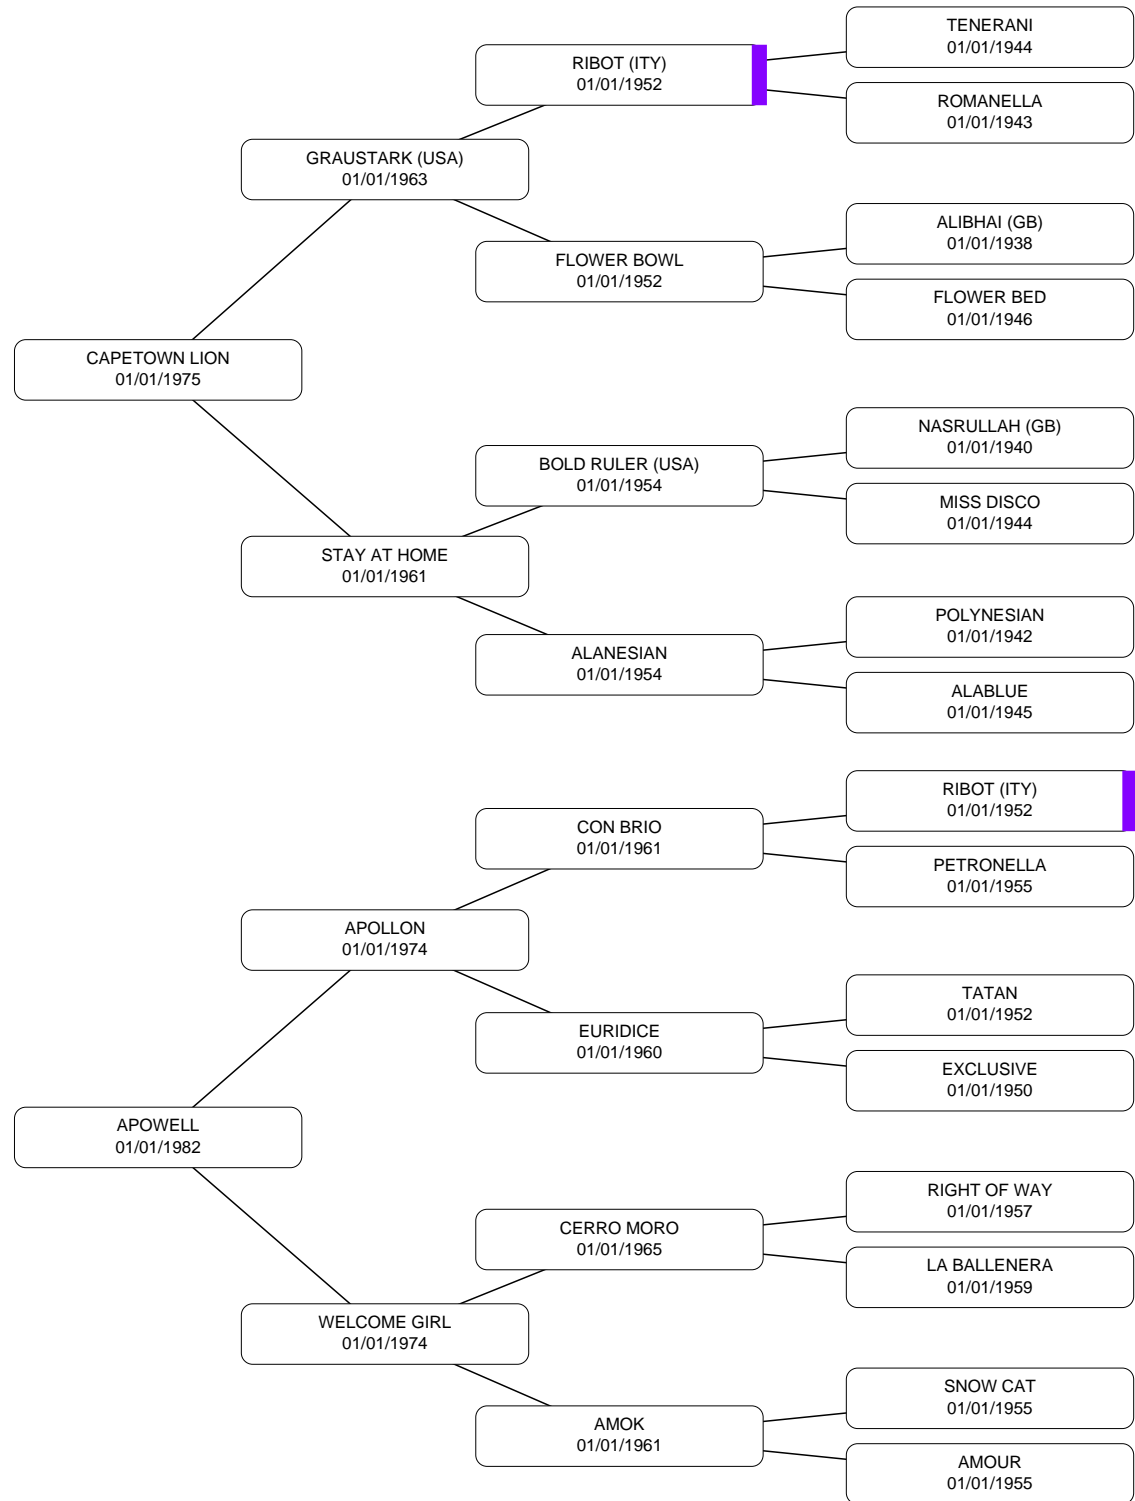 TENERANI
01/01/1944
RIBOT (ITY)
01/01/1952
ROMANELLA
01/01/1943
GRAUSTARK (USA)
01/01/1963
ALIBHAI (GB)
01/01/1938
FLOWER BOWL
01/01/1952
FLOWER BED
01/01/1946
CAPETOWN LION
01/01/1975
NASRULLAH (GB)
01/01/1940
BOLD RULER (USA)
01/01/1954
MISS DISCO
01/01/1944
STAY AT HOME
01/01/1961
POLYNESIAN
01/01/1942
ALANESIAN
01/01/1954
ALABLUE
01/01/1945
RIBOT (ITY)
01/01/1952
CON BRIO
01/01/1961
PETRONELLA
01/01/1955
APOLLON
01/01/1974
TATAN
01/01/1952
EURIDICE
01/01/1960
EXCLUSIVE
01/01/1950
APOWELL
01/01/1982
RIGHT OF WAY
01/01/1957
CERRO MORO
01/01/1965
LA BALLENERA
01/01/1959
WELCOME GIRL
01/01/1974
SNOW CAT
01/01/1955
AMOK
01/01/1961
AMOUR
01/01/1955